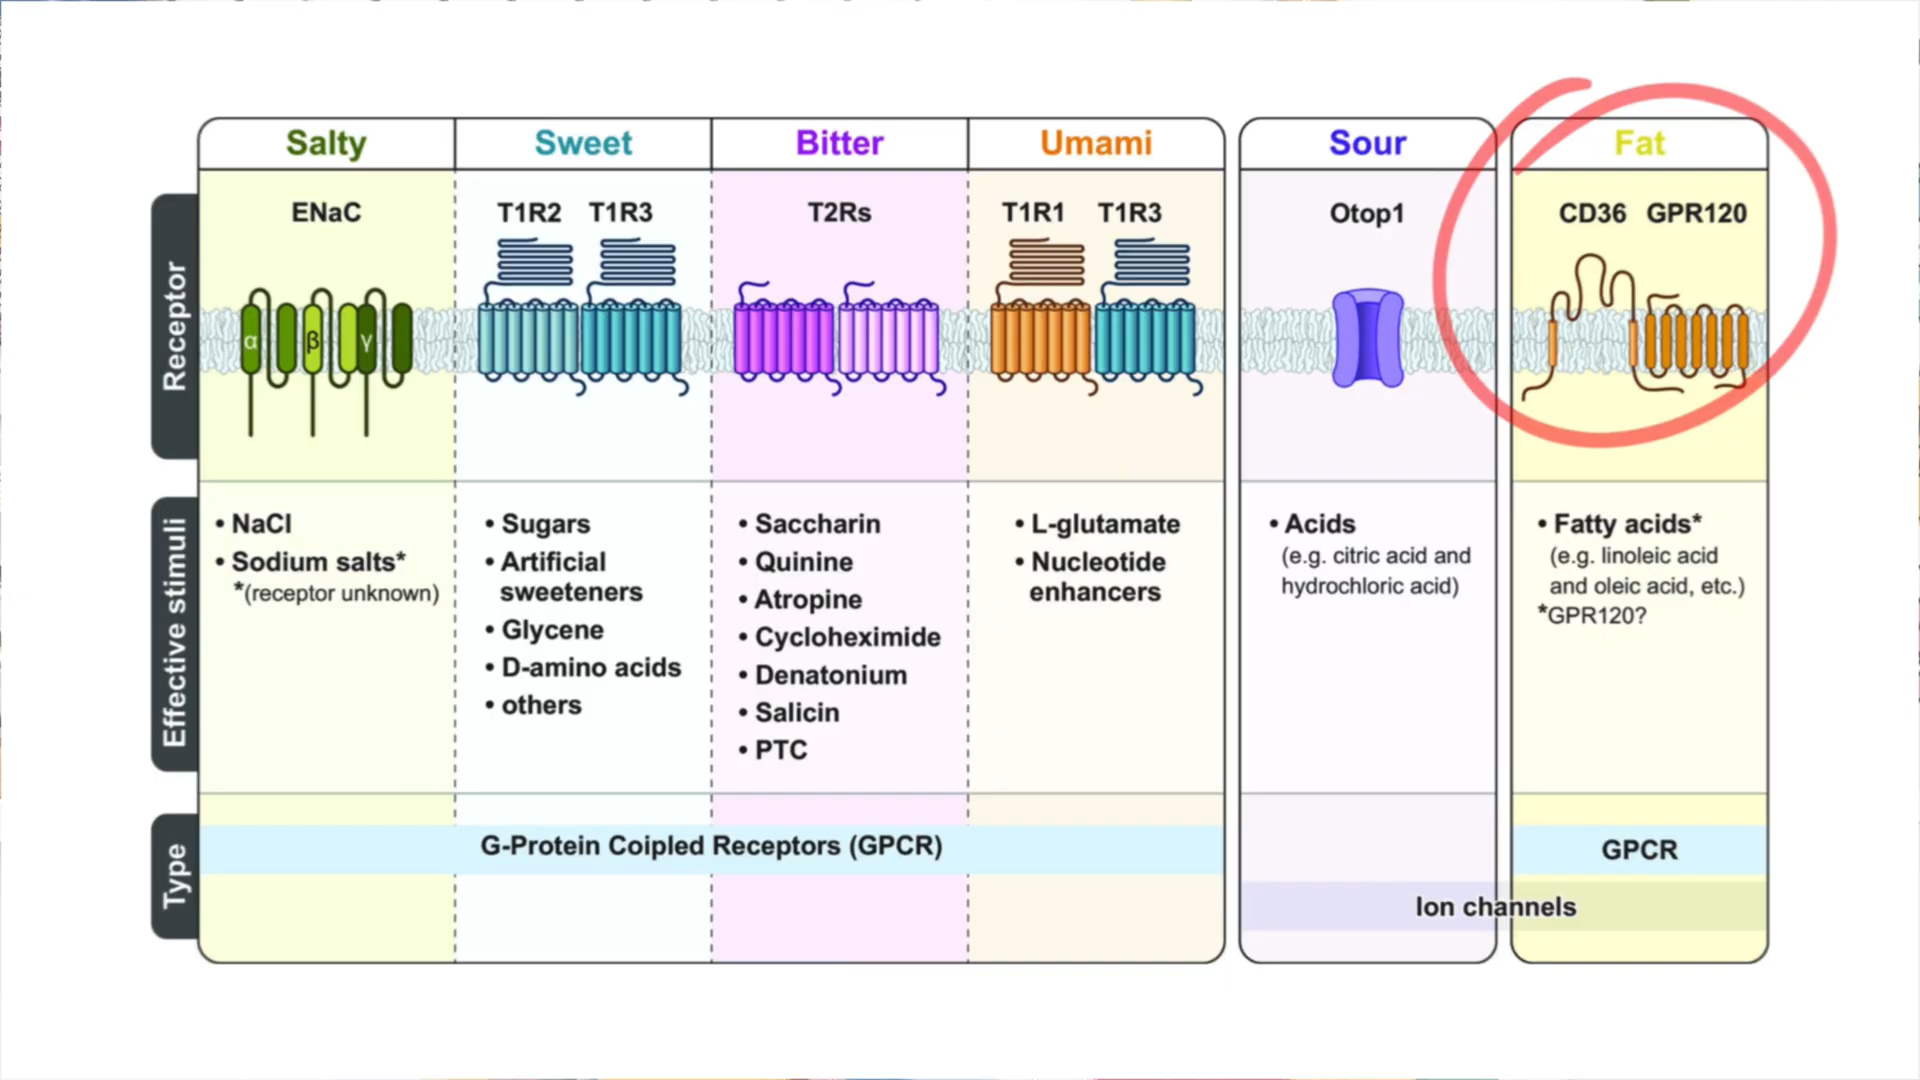 Salty
Sweet
Bitter
Umami
Sour
Fat
Receptor
ENaC
T1R2 T1R3
T2Rs
T1R1 T1R3
Otop1
CD36 GPR120
α
β
γ
Effective stimuli
• NaCl
• Sodium salts*
*(receptor unknown)
• Sugars
• Artificial
sweeteners
• Glycene
• D-amino acids
• others
• Saccharin
• Quinine
• Atropine
• Cycloheximide
• Denatonium
• Salicin
• PTC
• L-glutamate
• Nucleotide
enhancers
• Acids
(e.g. citric acid and
hydrochloric acid)
• Fatty acids*
(e.g. linoleic acid
and oleic acid, etc.)
*GPR120?
Type
G-Protein Coipled Receptors (GPCR)
GPCR
Ion channels